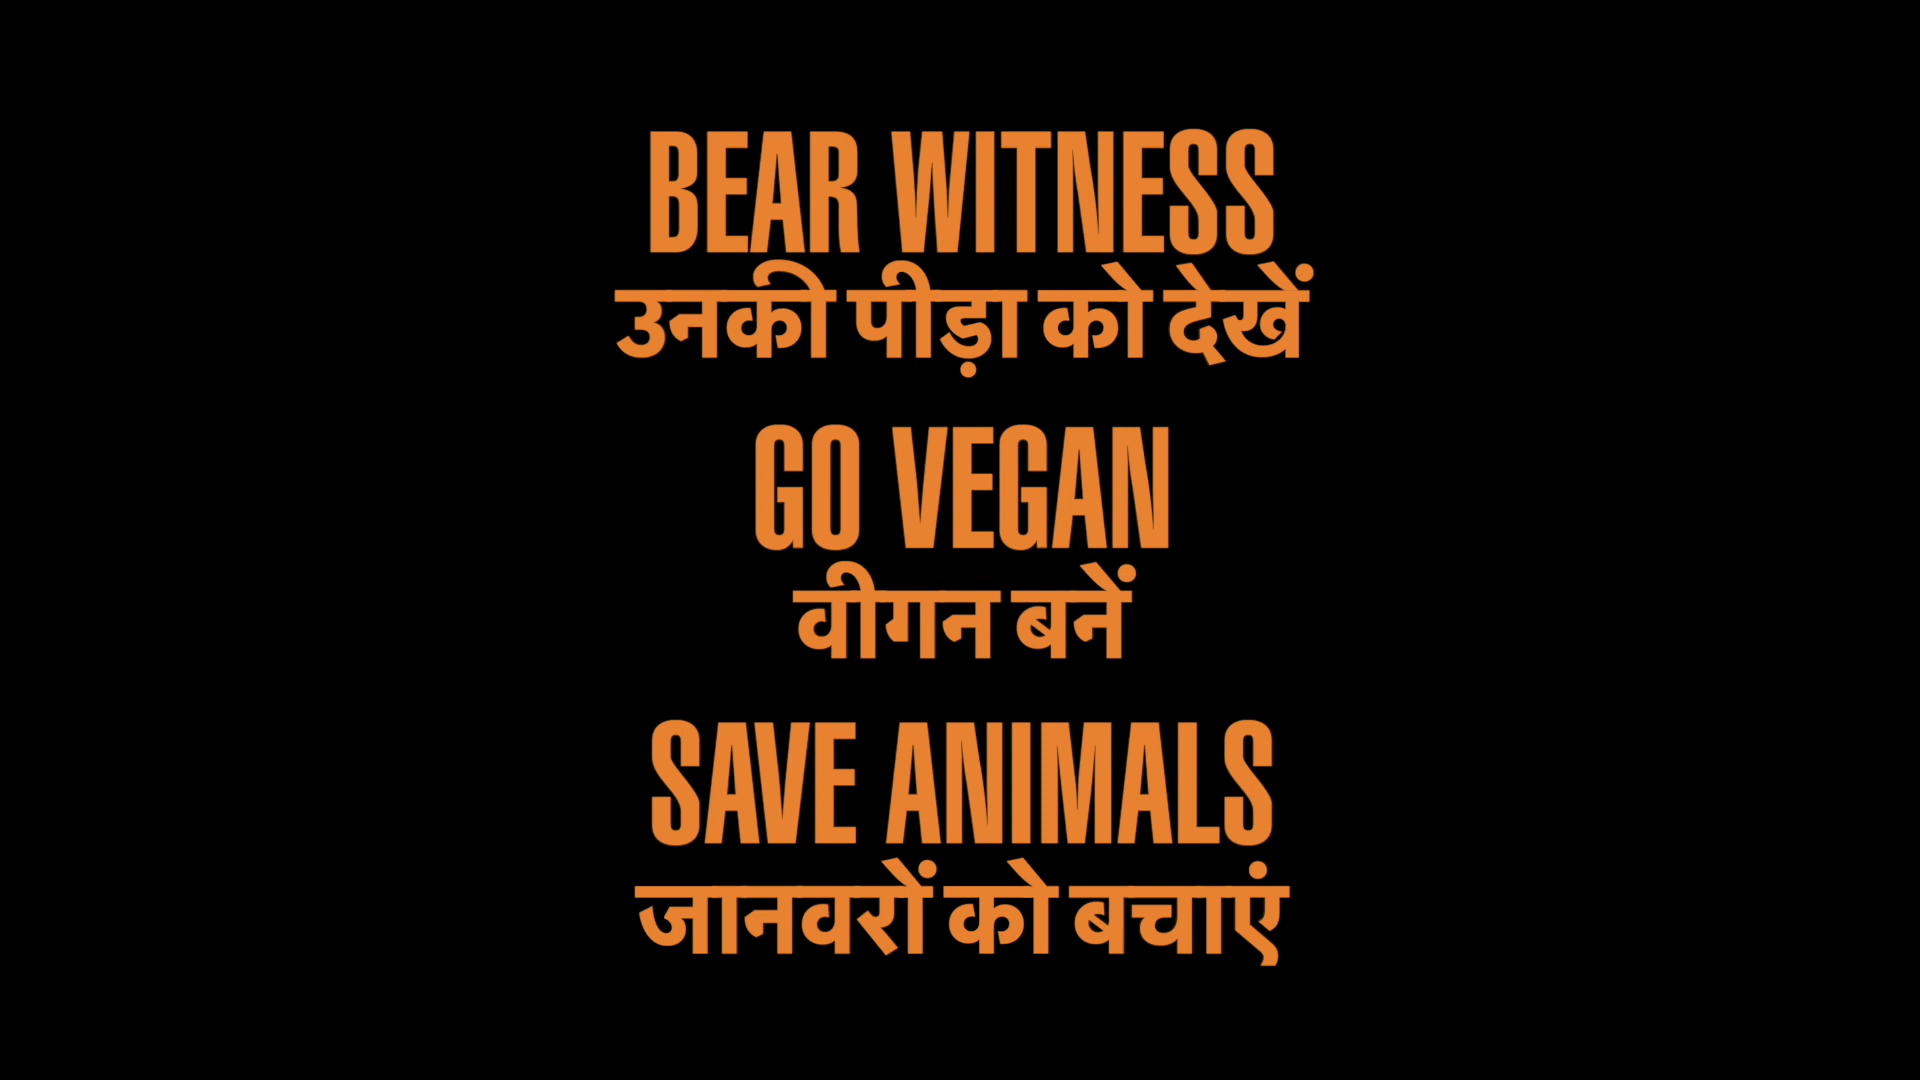 BEAR WITNESS
उनकी पीड़ा को देखें
GO VEGAN
वीगन बनें
SAVE ANIMALS
जानवरों को बचाएं